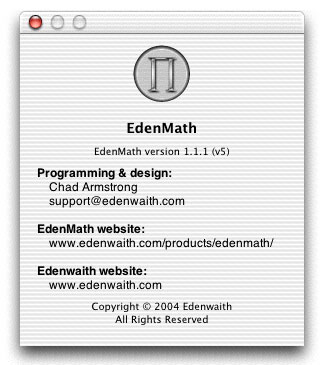 EdenMath
EdenMath version 1.1.1 (v5)
Programming & design:
Chad Armstrong
support@edenwaith.com
EdenMath website:
www.edenwaith.com/products/edenmath/
Edenwaith website:
www.edenwaith.com
Copyright © 2004 Edenwaith
All Rights Reserved